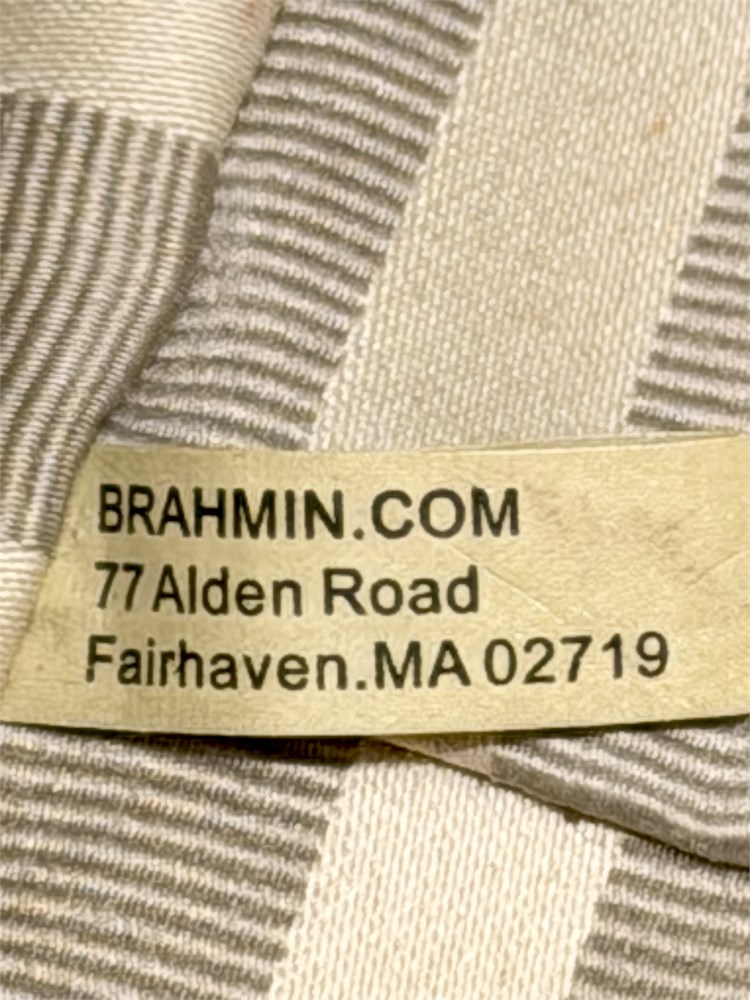 BRAHMIN.COM
77 Alden Road
Fairhaven.MA 02719